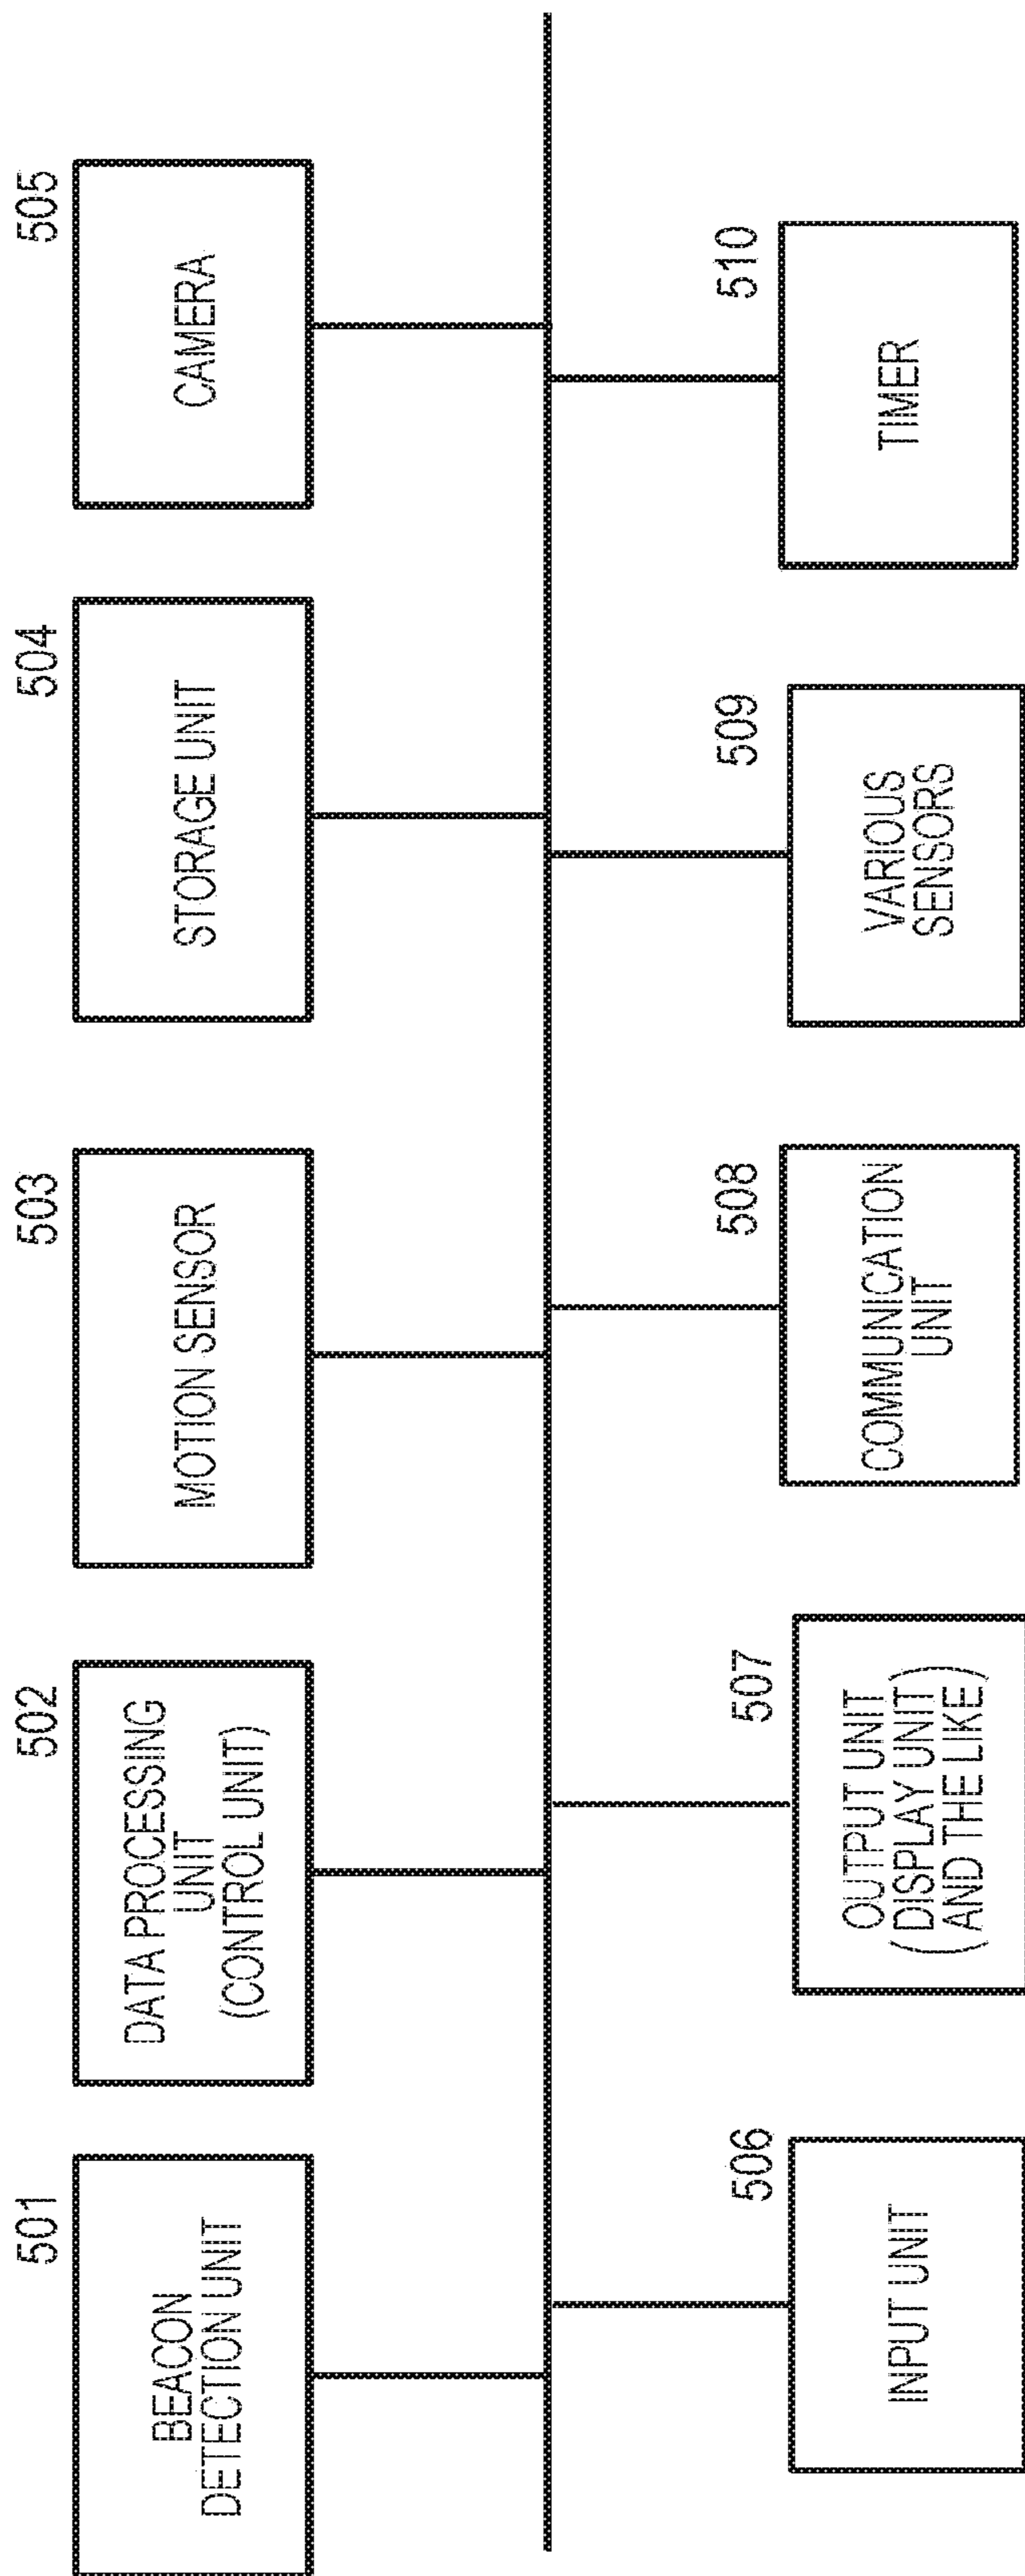 501
BEACON
DETECTION UNIT
502
DATA PROCESSING
UNIT
(CONTROL UNIT)
503
MOTION SENSOR
504
STORAGE UNIT
505
CAMERA
506
INPUT UNIT
507
OUTPUT UNIT
(DISPLAY UNIT)
(AND THE LIKE)
508
COMMUNICATION
UNIT
509
VARIOUS
SENSORS
510
TIMER